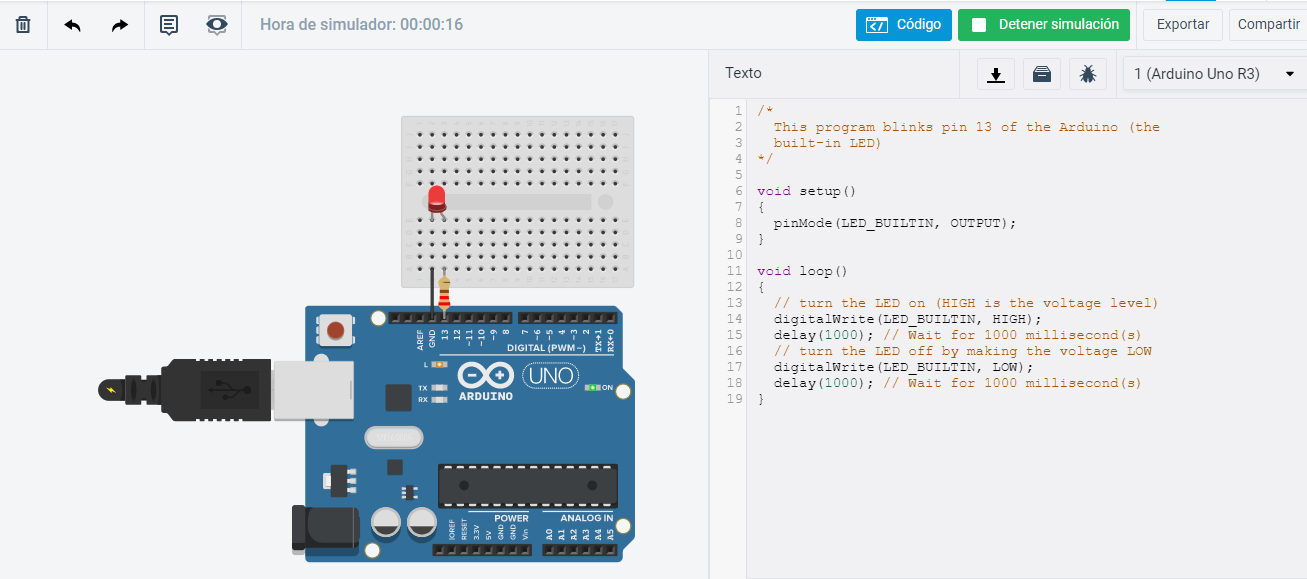 Hora de simulador: 00:00:16
Código
Detener simulación
Exportar
Compartir
Texto
1 (Arduino Uno R3)
1 /*
2 This program blinks pin 13 of the Arduino (the
3 built-in LED)
4 */
5
6 void setup()
7 {
8 pinMode(LED_BUILTIN, OUTPUT);
9 }
10
11 void loop()
12 {
13 // turn the LED on (HIGH is the voltage level)
14 digitalWrite(LED_BUILTIN, HIGH);
15 delay(1000); // Wait for 1000 millisecond(s)
16 // turn the LED off by making the voltage LOW
17 digitalWrite(LED_BUILTIN, LOW);
18 delay(1000); // Wait for 1000 millisecond(s)
19 }
AREF GND 13 12 ~11 ~10 ~9 8 7 ~6 ~5 4 ~3 2 TX→1 RX←0
DIGITAL (PWM~)
L
TX
RX
ARDUINO
UNO
ON
POWER
ANALOG IN
IOREF RESET 3.3V 5V GND GND Vin A0 A1 A2 A3 A4 A5